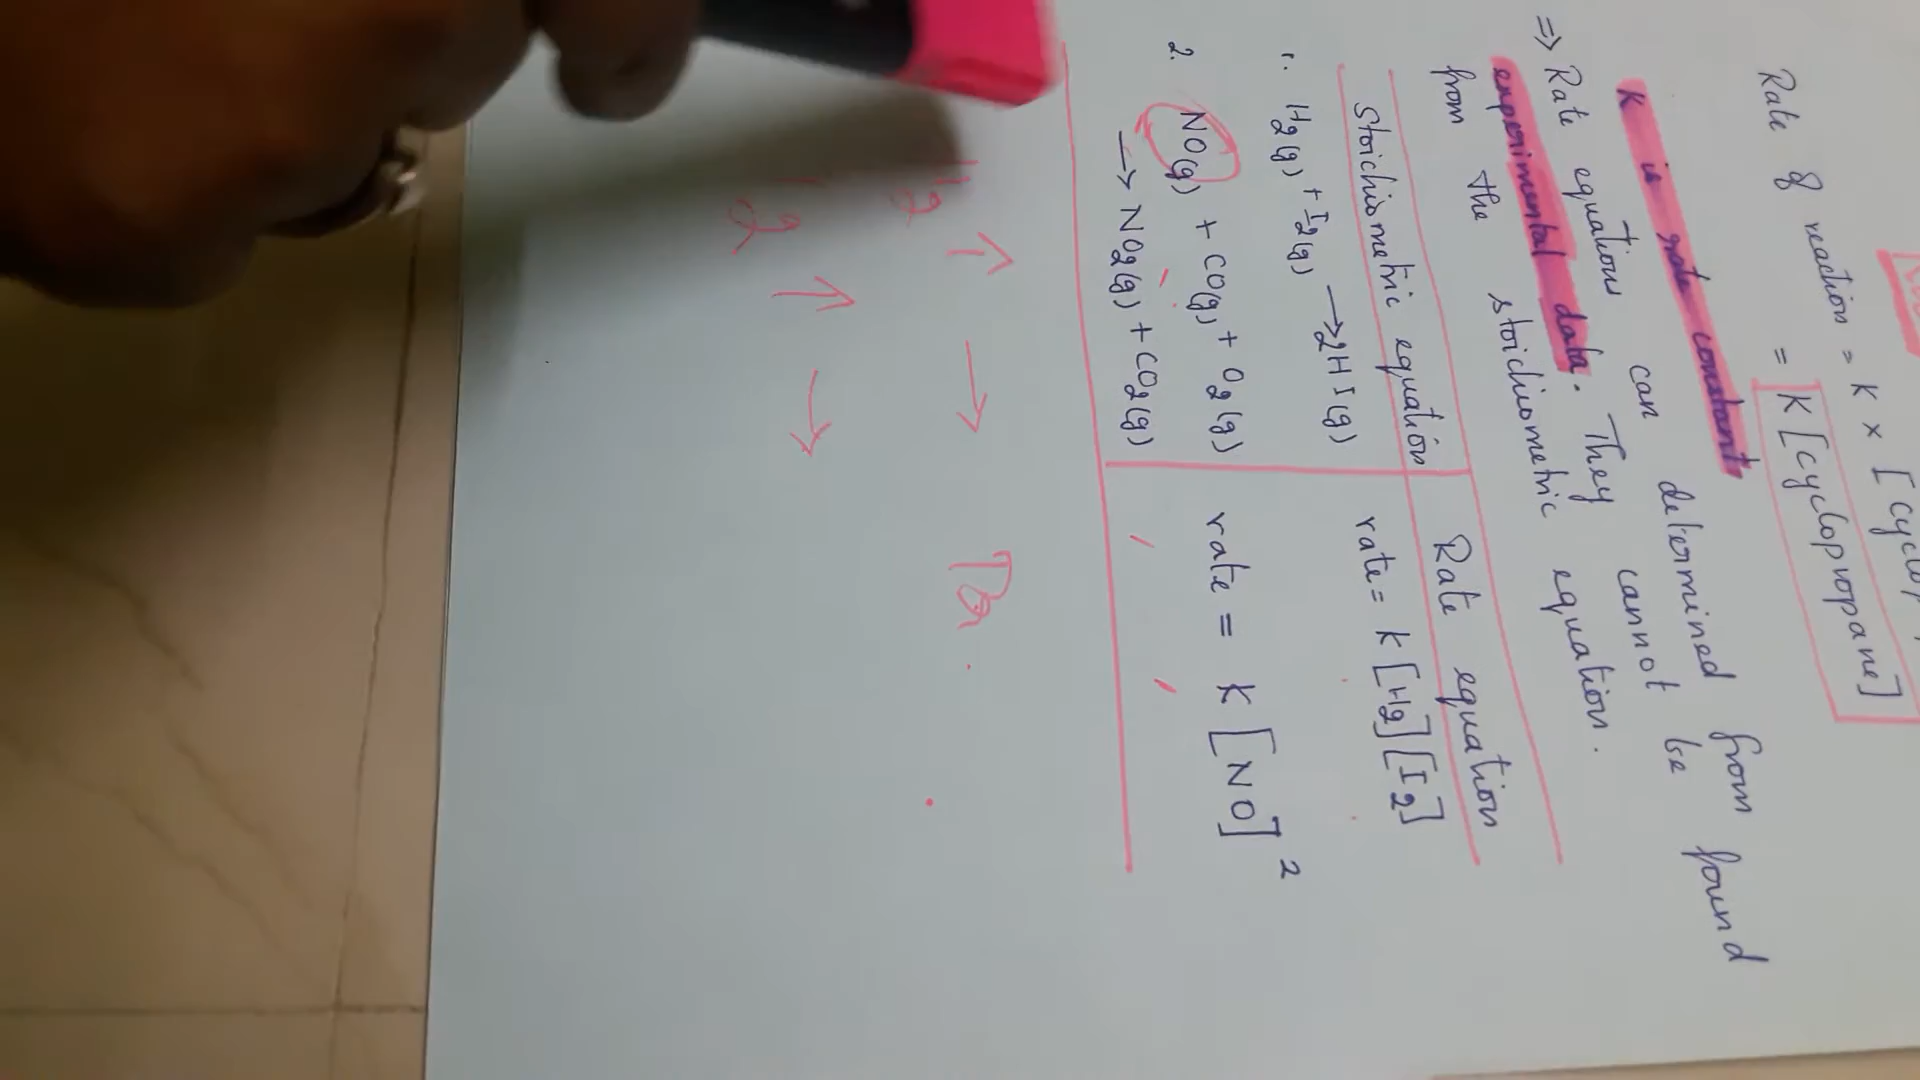 Rate of reaction = K × [cyclop
= K [cyclopropane]
K is rate constant
⇒ Rate equations can determined from
experimental data. They cannot be found
from the stoichiometric equation.
Stoichiometric equation Rate equation
1. H2(g) + I2(g) → 2HI(g) rate = K [H2][I2]
2. NO(g) + CO(g) + O2(g) rate = K [NO]²
→ NO2(g) + CO2(g)